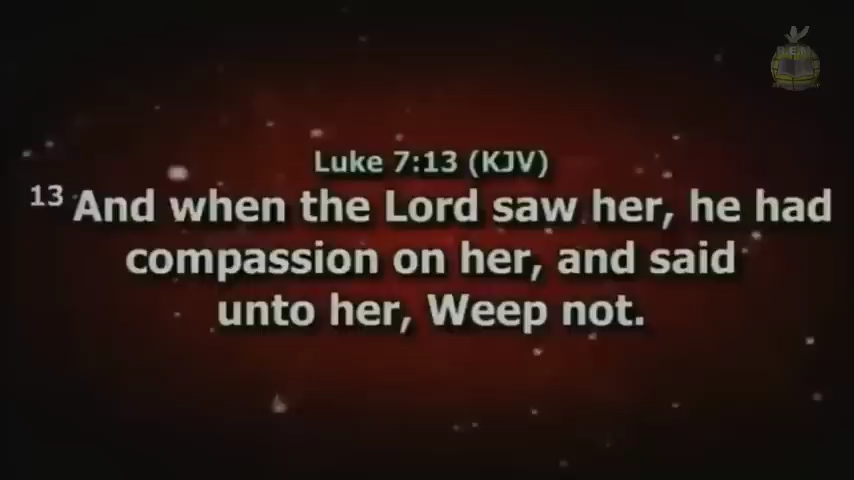 Luke 7:13 (KJV)
13 And when the Lord saw her, he had
compassion on her, and said
unto her, Weep not.